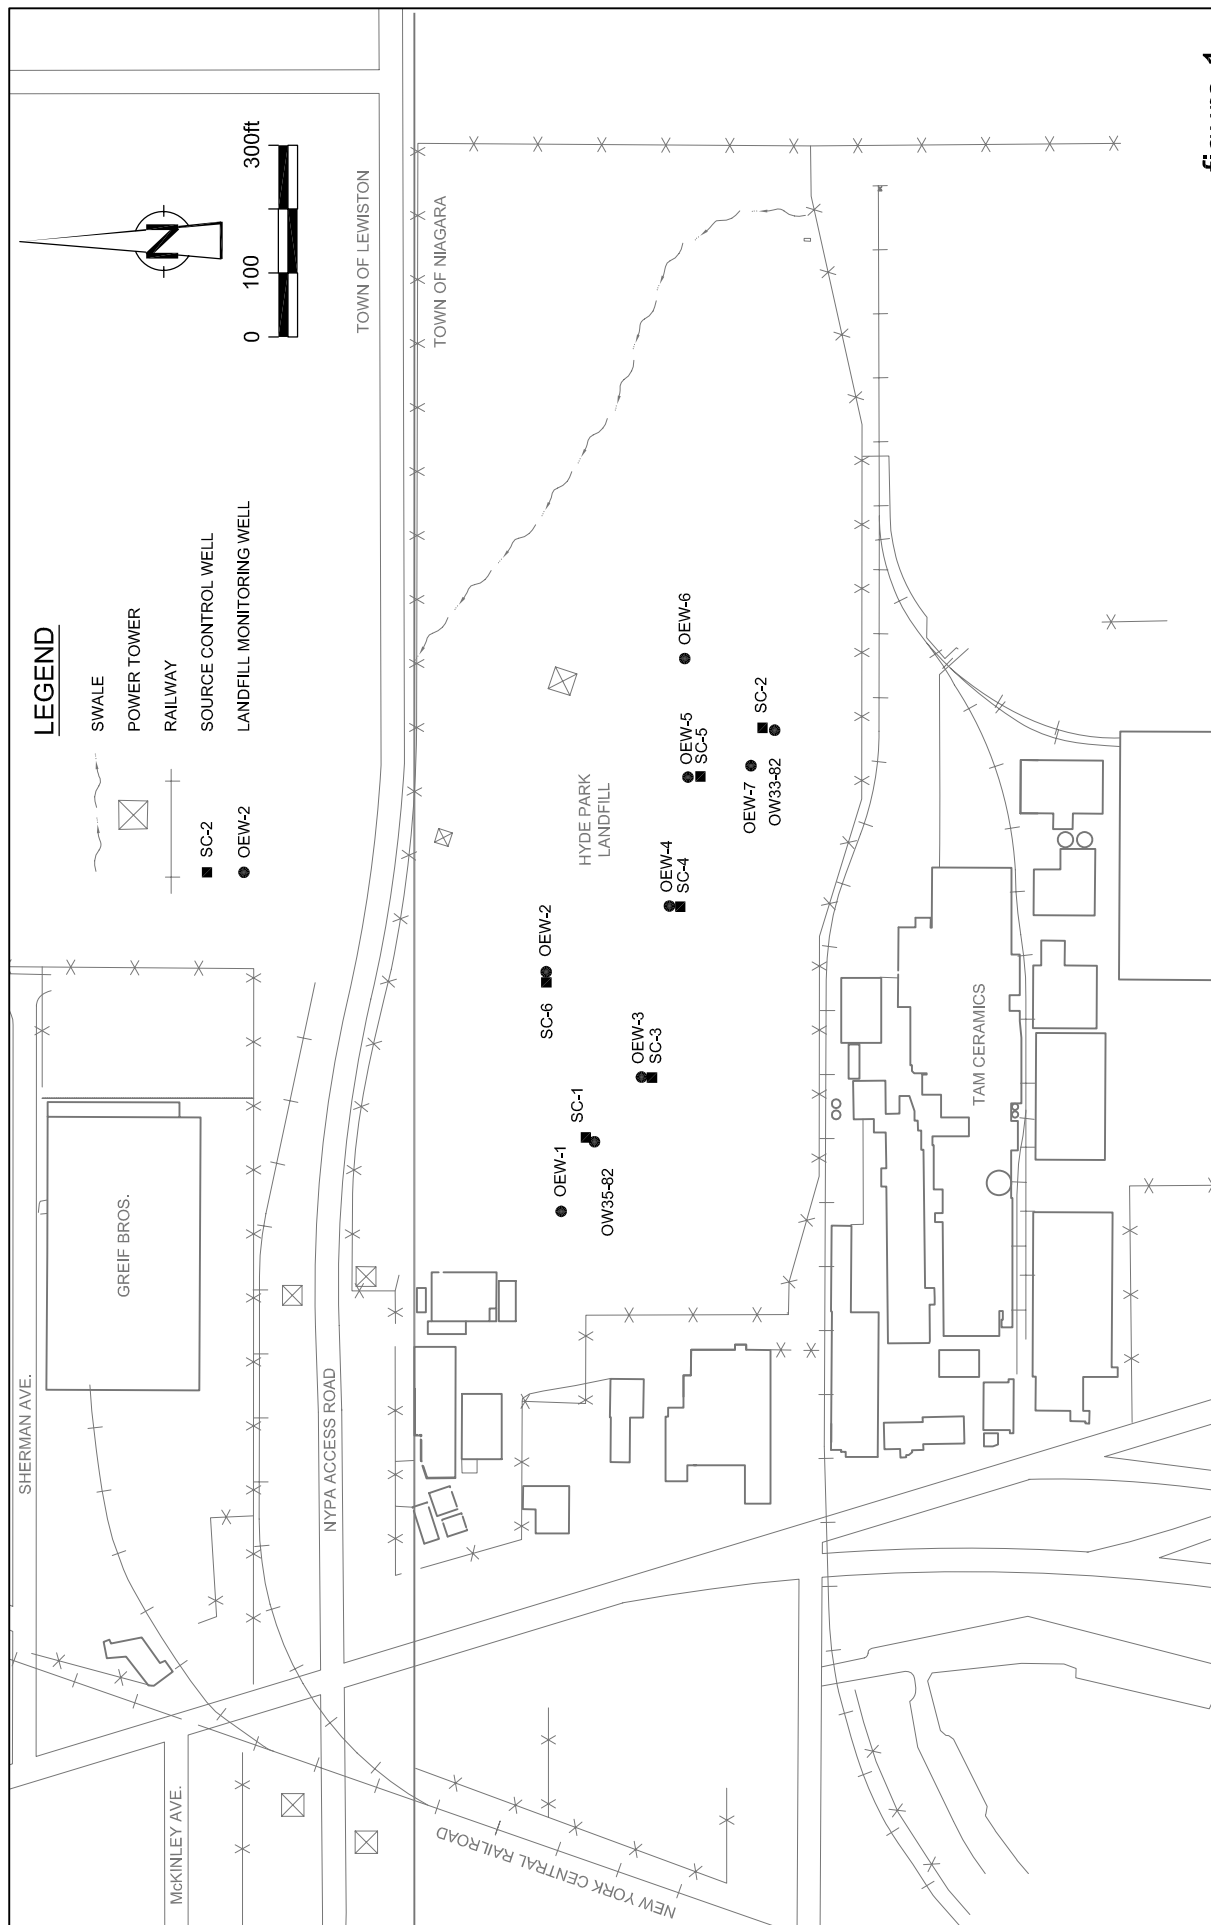 LEGEND
SWALE
POWER TOWER
RAILWAY
SC-2
SOURCE CONTROL WELL
OEW-2
LANDFILL MONITORING WELL
N
0
100
300ft
TOWN OF LEWISTON
TOWN OF NIAGARA
SHERMAN AVE.
GREIF BROS.
NYPA ACCESS ROAD
McKINLEY AVE.
NEW YORK CENTRAL RAILROAD
HYDE PARK
LANDFILL
OEW-1
SC-1
OW35-82
SC-6
OEW-2
OEW-3
SC-3
OEW-4
SC-4
OEW-5
SC-5
OEW-6
OEW-7
SC-2
OW33-82
TAM CERAMICS